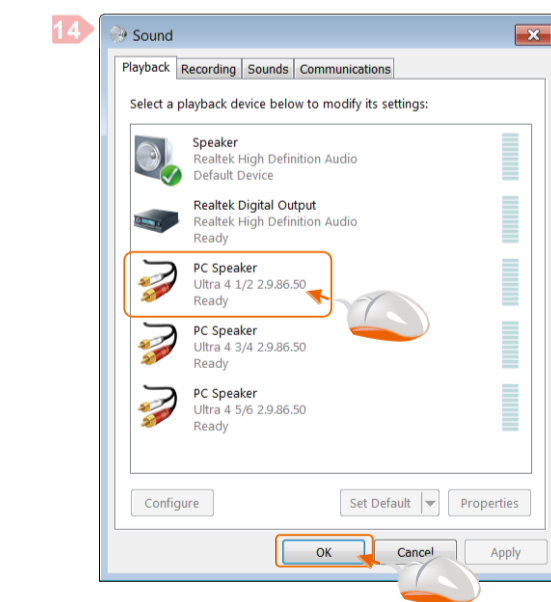 14
Sound
Playback Recording Sounds Communications
Select a playback device below to modify its settings:
Speaker
Realtek High Definition Audio
Default Device
Realtek Digital Output
Realtek High Definition Audio
Ready
PC Speaker
Ultra 4 1/2 2.9.86.50
Ready
PC Speaker
Ultra 4 3/4 2.9.86.50
Ready
PC Speaker
Ultra 4 5/6 2.9.86.50
Ready
Configure Set Default Properties
OK Cancel Apply